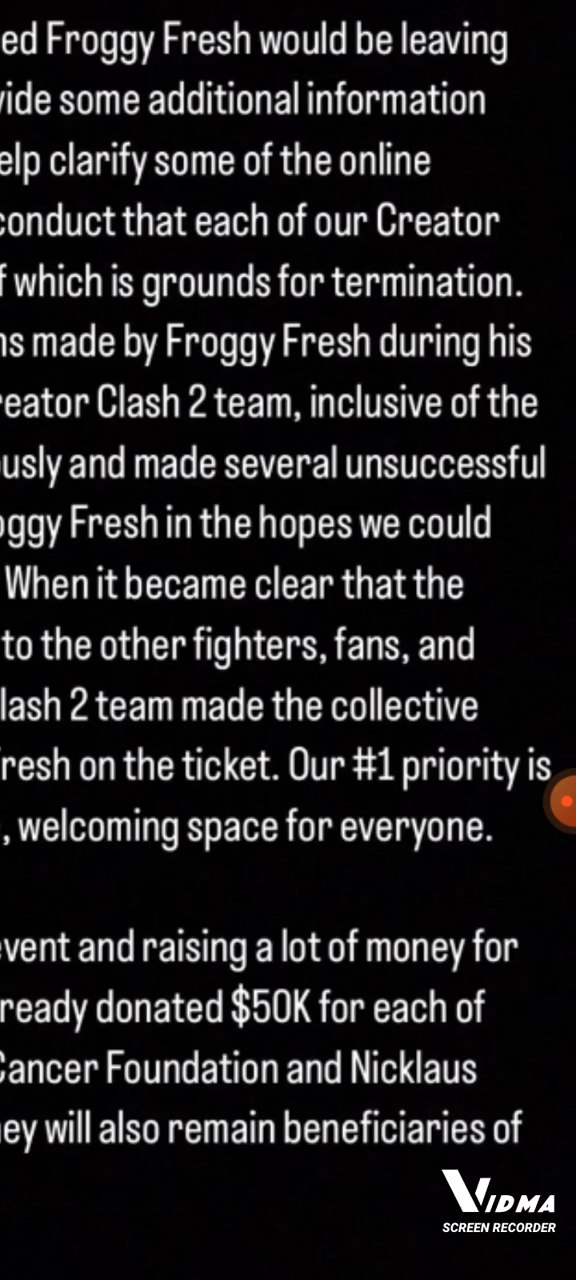 ed Froggy Fresh would be leaving
vide some additional information
elp clarify some of the online
conduct that each of our Creator
f which is grounds for termination.
ns made by Froggy Fresh during his
reator Clash 2 team, inclusive of the
ously and made several unsuccessful
oggy Fresh in the hopes we could
When it became clear that the
to the other fighters, fans, and
lash 2 team made the collective
resh on the ticket. Our #1 priority is
, welcoming space for everyone.
event and raising a lot of money for
ready donated $50K for each of
Cancer Foundation and Nicklaus
ney will also remain beneficiaries of
VIDMA
SCREEN RECORDER